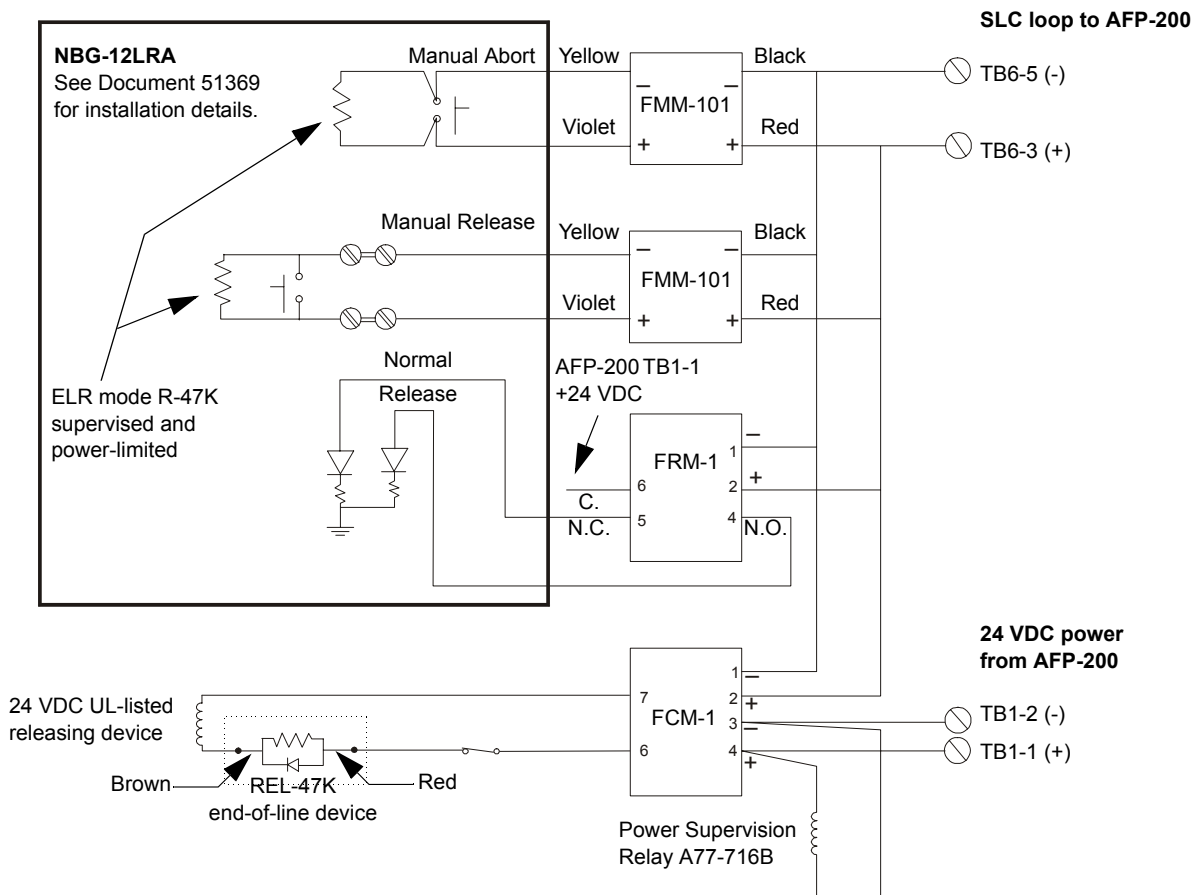 SLC loop to AFP-200
NBG-12LRA
See Document 51369
for installation details.
Manual Abort
Yellow
Black
TB6-5 (-)
FMM-101
Violet
Red
TB6-3 (+)
Manual Release
Yellow
Black
FMM-101
Violet
Red
ELR mode R-47K
supervised and
power-limited
Normal
Release
AFP-200 TB1-1
+24 VDC
FRM-1
1
2
4
6
5
C.
N.C.
N.O.
24 VDC power
from AFP-200
24 VDC UL-listed
releasing device
FCM-1
7
6
1
2
3
4
TB1-2 (-)
TB1-1 (+)
Brown
REL-47K
end-of-line device
Red
Power Supervision
Relay A77-716B